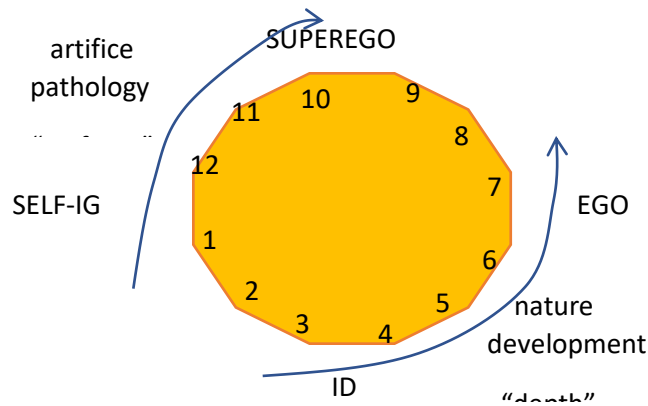 SUPEREGO
artifice
pathology
10
9
11
8
12
7
SELF-IG
EGO
1
6
2
5
nature
3
4
development
ID
"depth"